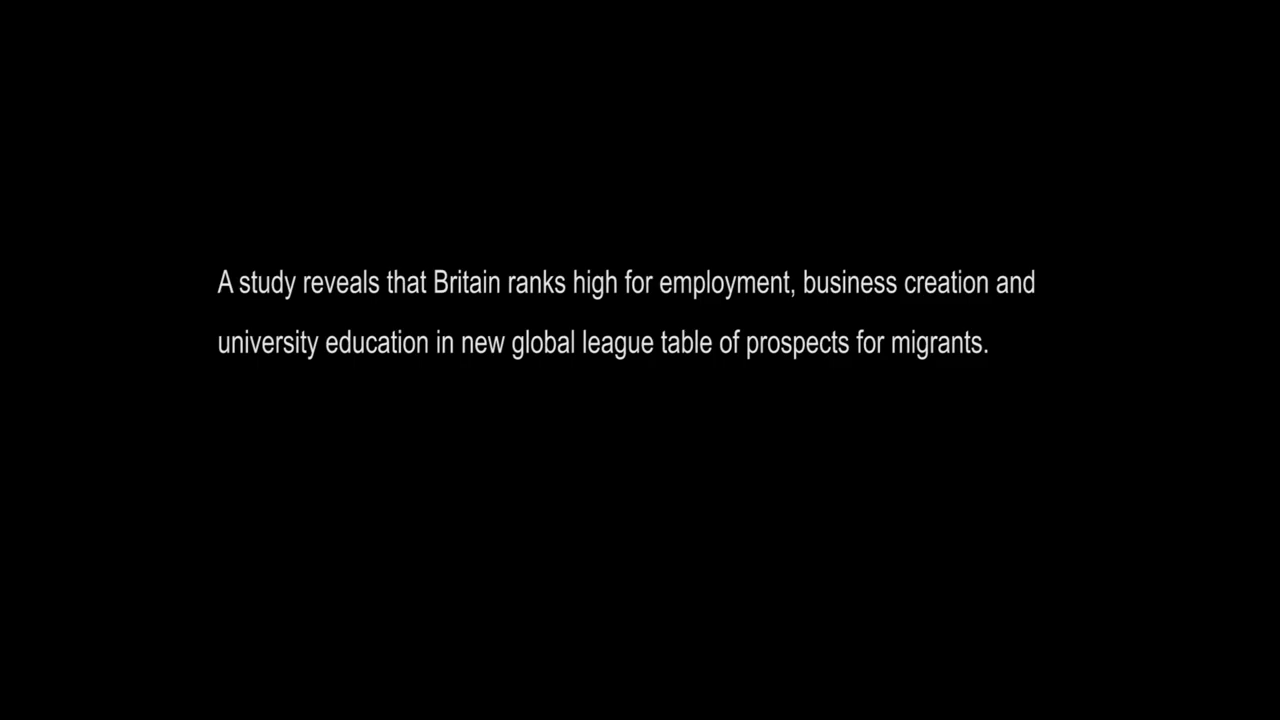 A study reveals that Britain ranks high for employment, business creation and
university education in new global league table of prospects for migrants.